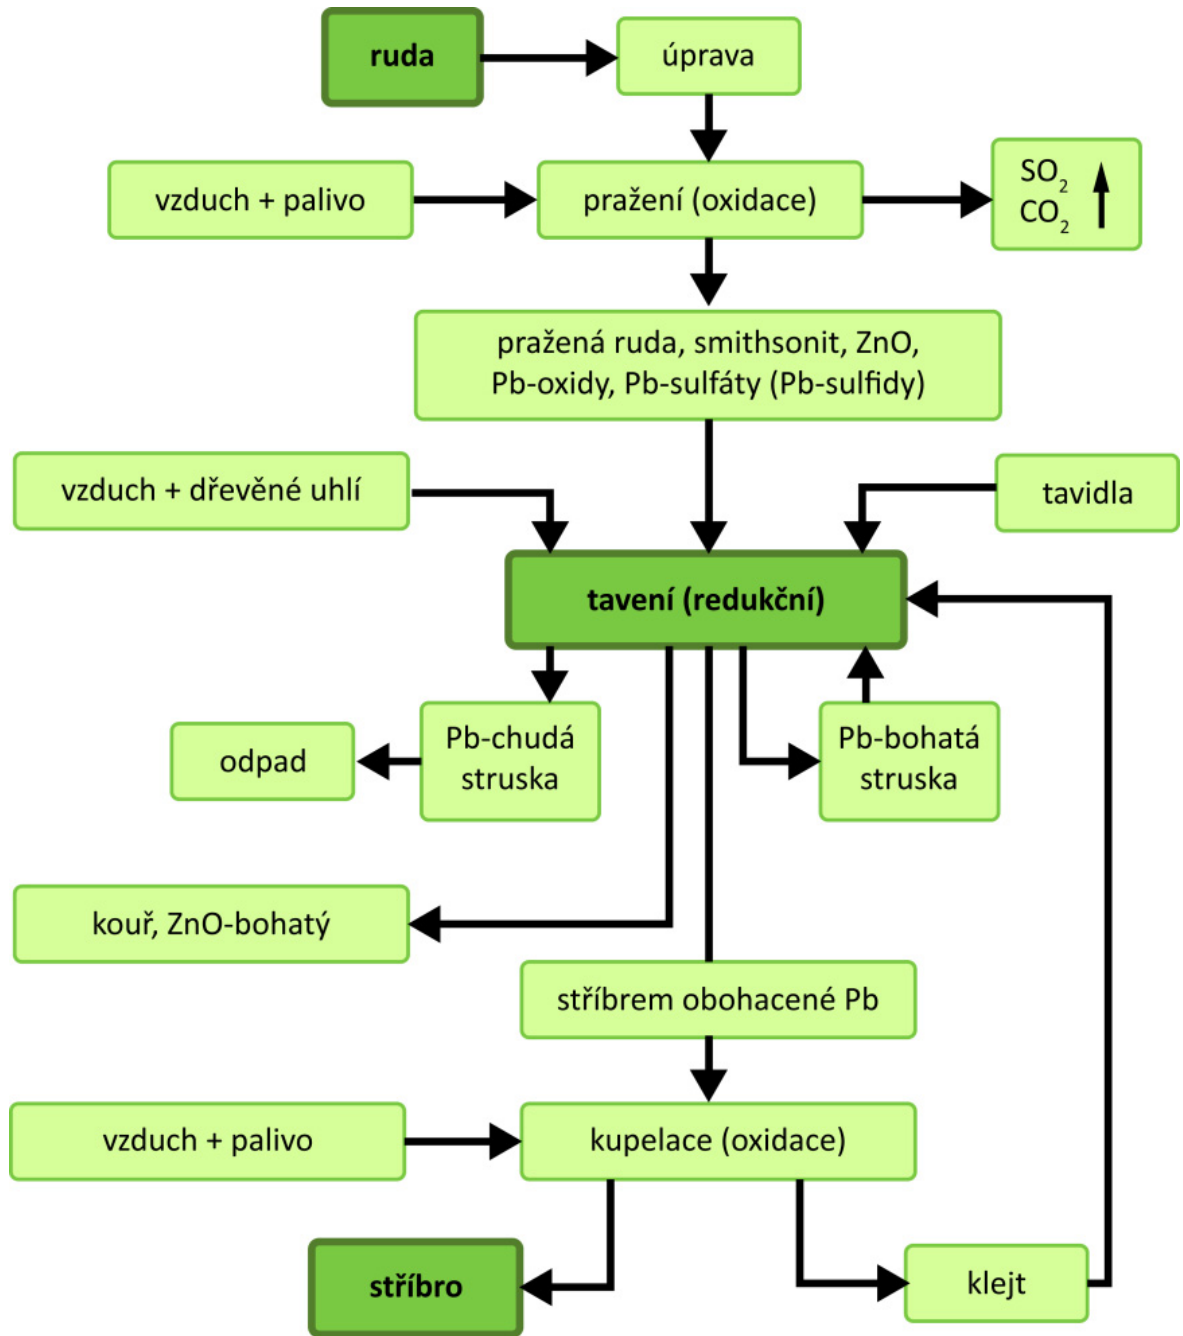 ruda
úprava
vzduch + palivo
pražení (oxidace)
SO₂
CO₂
pražená ruda, smithsonit, ZnO,
Pb-oxidy, Pb-sulfáty (Pb-sulfidy)
vzduch + dřevěné uhlí
tavidla
tavení (redukční)
odpad
Pb-chudá
struska
Pb-bohatá
struska
kouř, ZnO-bohatý
stříbrem obohacené Pb
vzduch + palivo
kupelace (oxidace)
stříbro
klejt